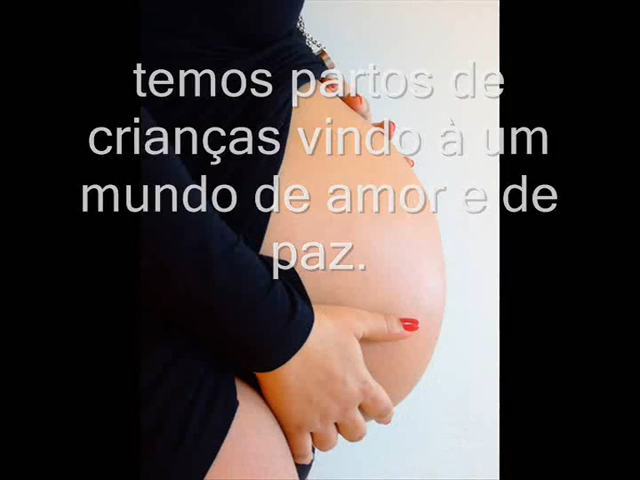 temos partos de
crianças vindo à um
mundo de amor e de
paz.